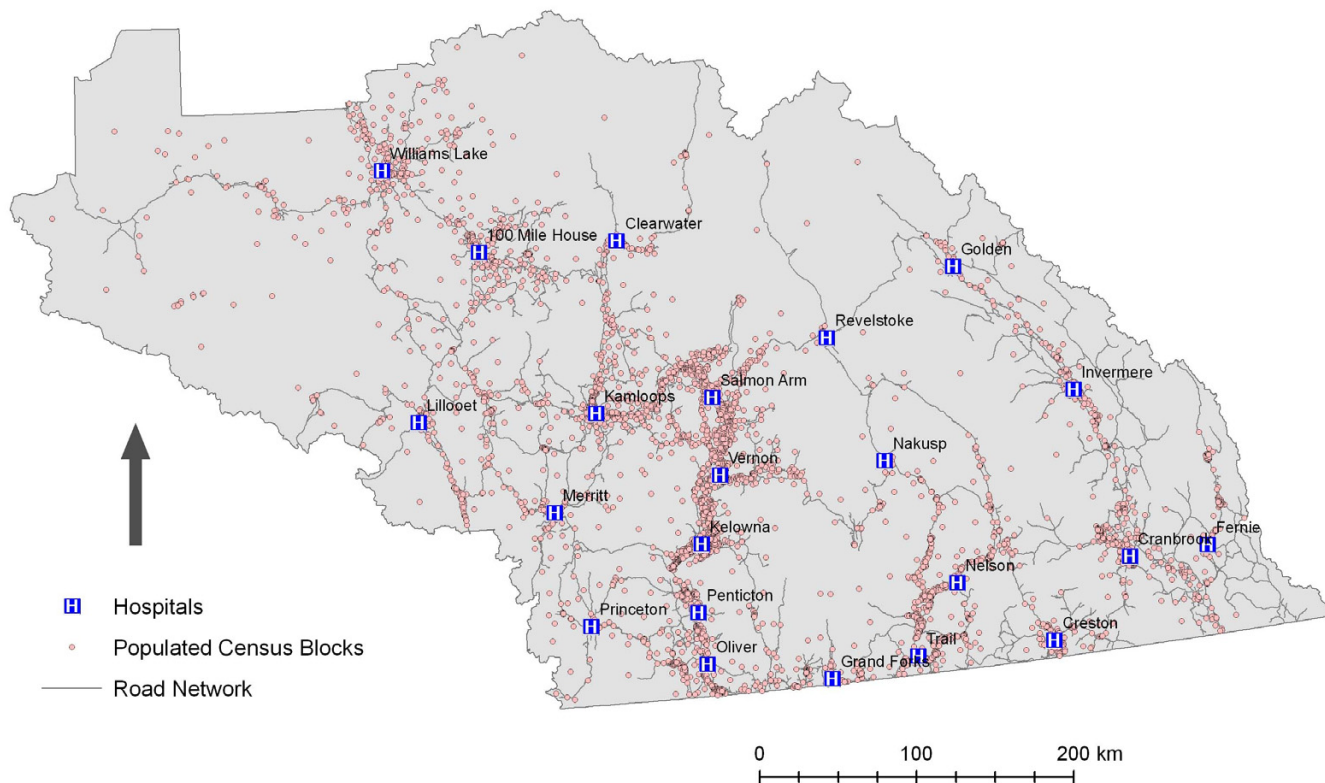 Williams Lake
100 Mile House
Clearwater
Golden
Revelstoke
Invermere
Salmon Arm
Kamloops
Lillooet
Nakusp
Vernon
Merritt
Kelowna
Fernie
Cranbrook
Nelson
Penticton
Princeton
Creston
Trail
Oliver
Grand Forks
H Hospitals
Populated Census Blocks
Road Network
0 100 200 km